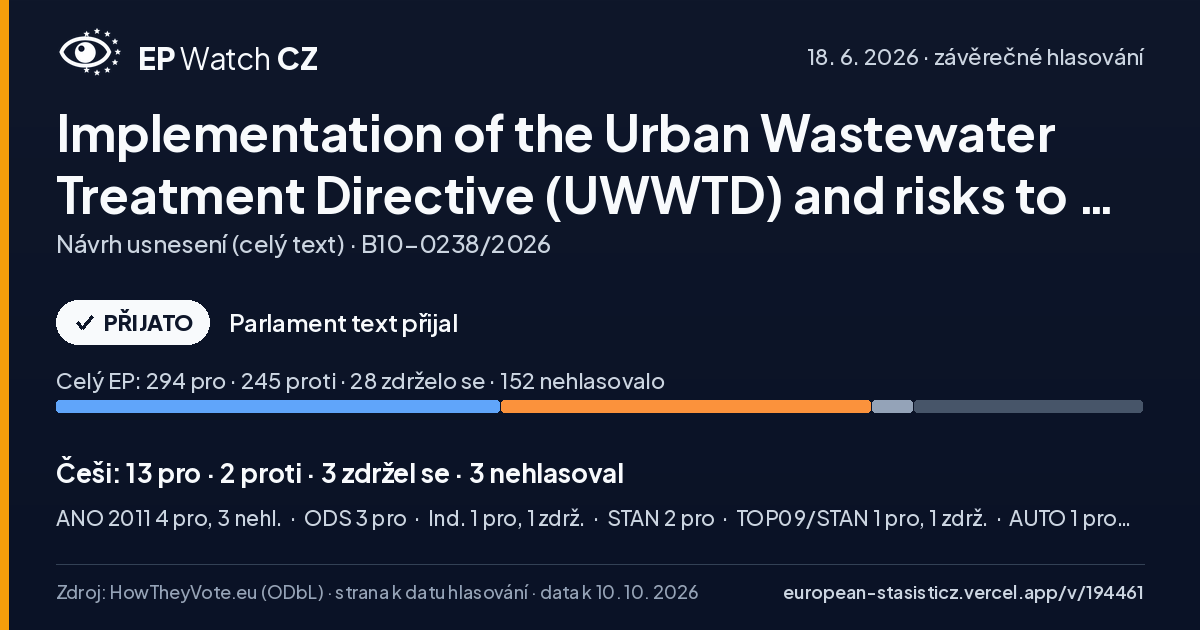 EP Watch CZ
18. 6. 2026 · závěrečné hlasování
Implementation of the Urban Wastewater
Treatment Directive (UWWTD) and risks to ...
Návrh usnesení (celý text) · B10–0238/2026
✓ PŘIJATO Parlament text přijal
Celý EP: 294 pro · 245 proti · 28 zdrželo se · 152 nehlasovalo
Češi: 13 pro · 2 proti · 3 zdržel se · 3 nehlasoval
ANO 2011 4 pro, 3 nehl. · ODS 3 pro · Ind. 1 pro, 1 zdrž. · STAN 2 pro · TOP09/STAN 1 pro, 1 zdrž. · AUTO 1 pro…
Zdroj: HowTheyVote.eu (ODbL) · strana k datu hlasování · data k 10. 10. 2026
european-stasisticz.vercel.app/v/194461